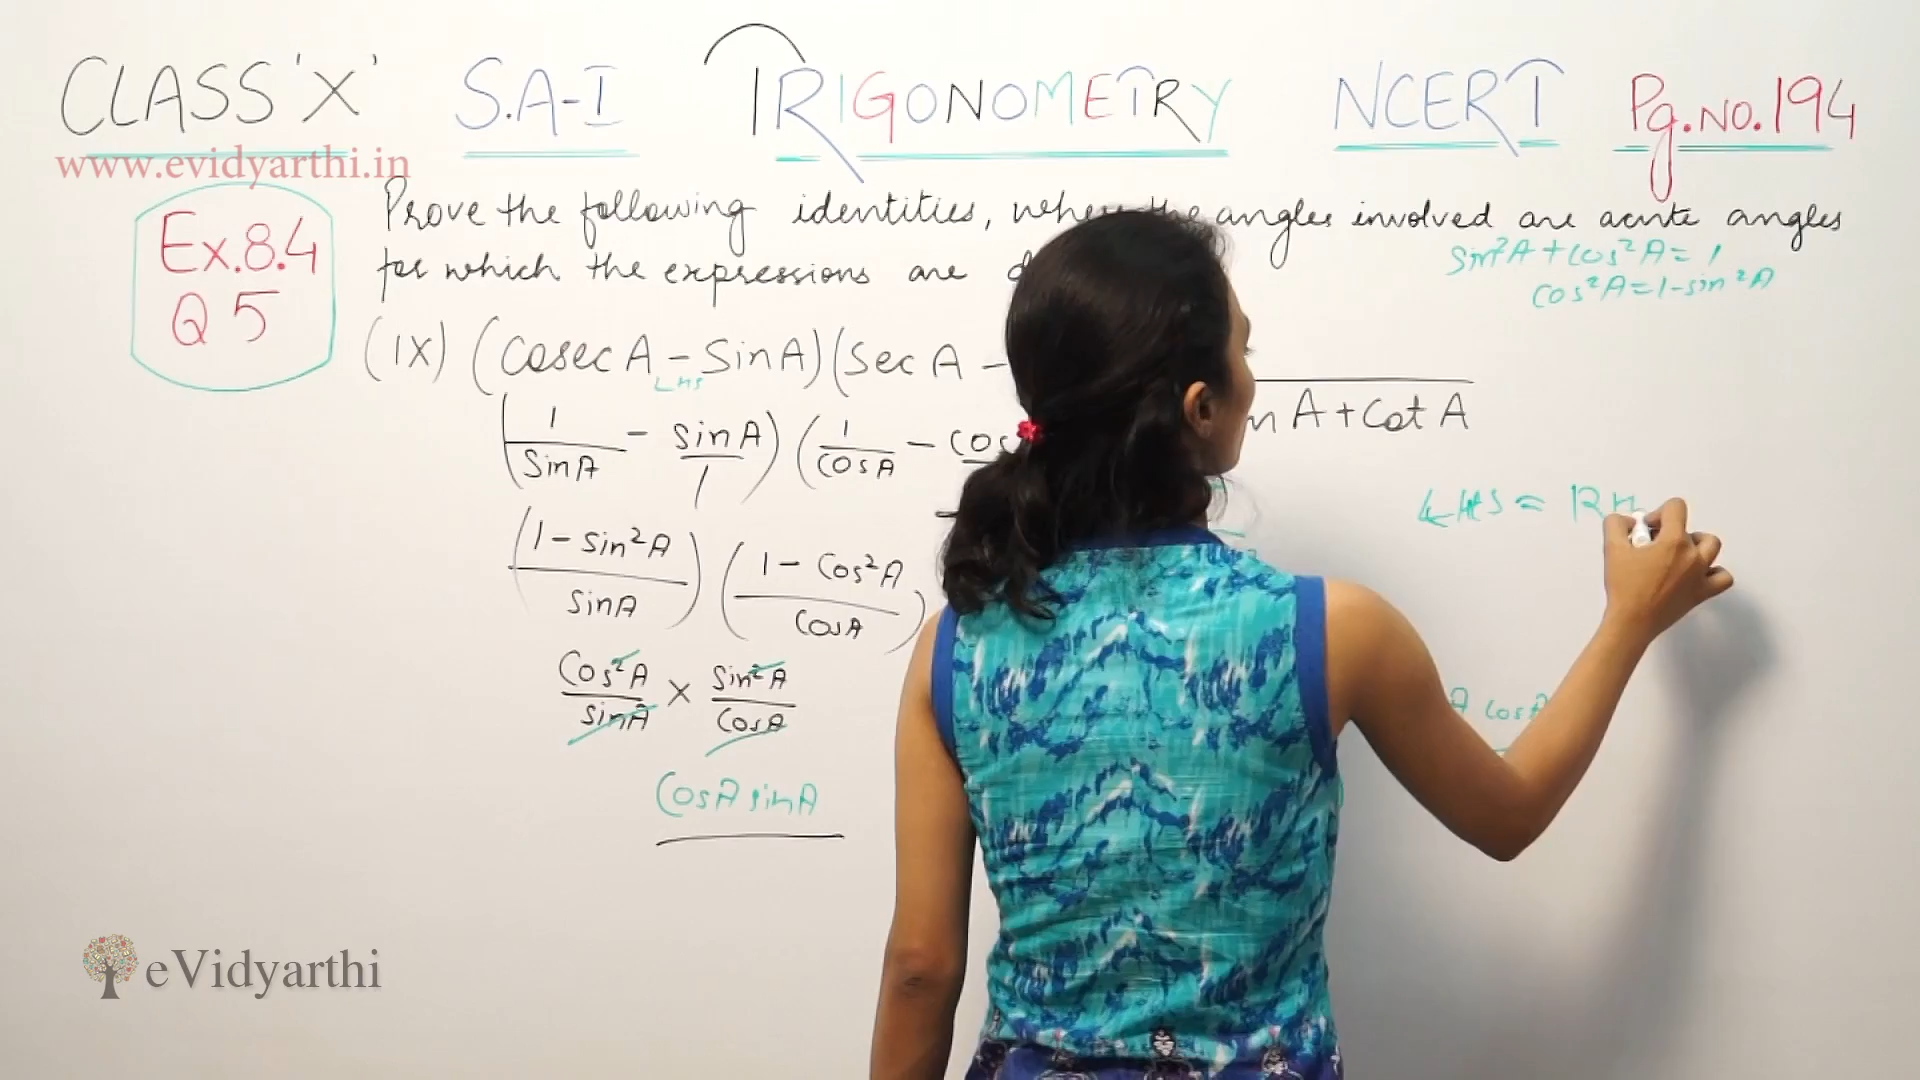 CLASS 'X' S.A-I TRIGONOMETRY NCERT Pg.NO.194
www.evidyarthi.in
Ex.8.4
Q 5
Prove the following identities, where the angles involved are acute angles
for which the expressions are
sin²A + cos²A = 1
cos²A = 1 - sin²A
(IX) (Cosec A - Sin A) (Sec A -
LHS
n A + Cot A
(1/SinA - sinA/1) (1/cosA - cos
LHS = RH
(1 - sin²A / sinA) (1 - Cos²A / CosA)
Cos²A / sinA × Sin²A / CosA
A cosA
CosA sinA
eVidyarthi